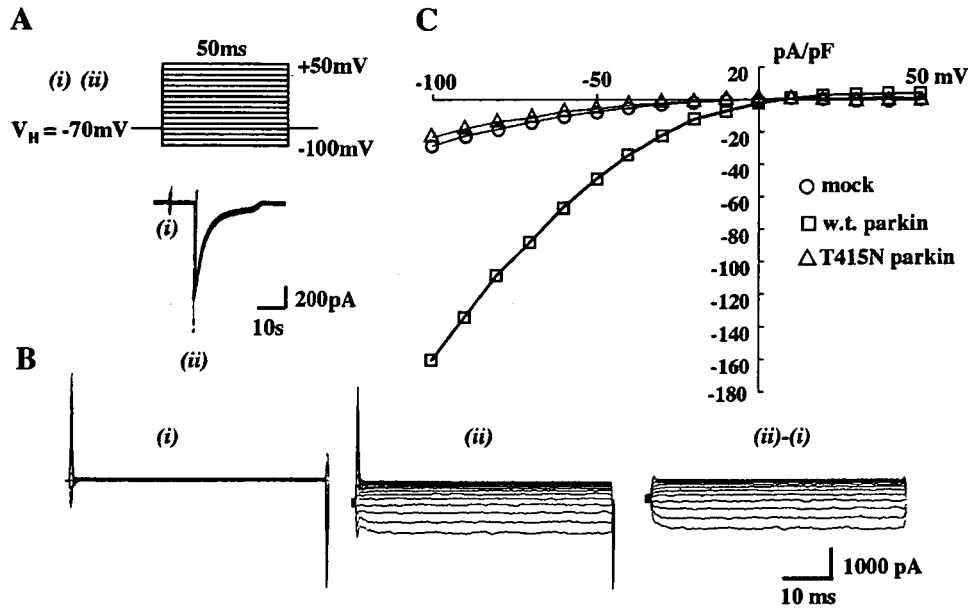 A
50ms
(i) (ii)
+50mV
VH = -70mV
-100mV
(i)
200pA
10s
(ii)
C
pA/pF
-100
-50
20
50 mV
0
-20
-40
-60
-80
-100
-120
-140
-160
-180
mock
w.t. parkin
T415N parkin
B
(i)
(ii)
(ii)-(i)
1000 pA
10 ms